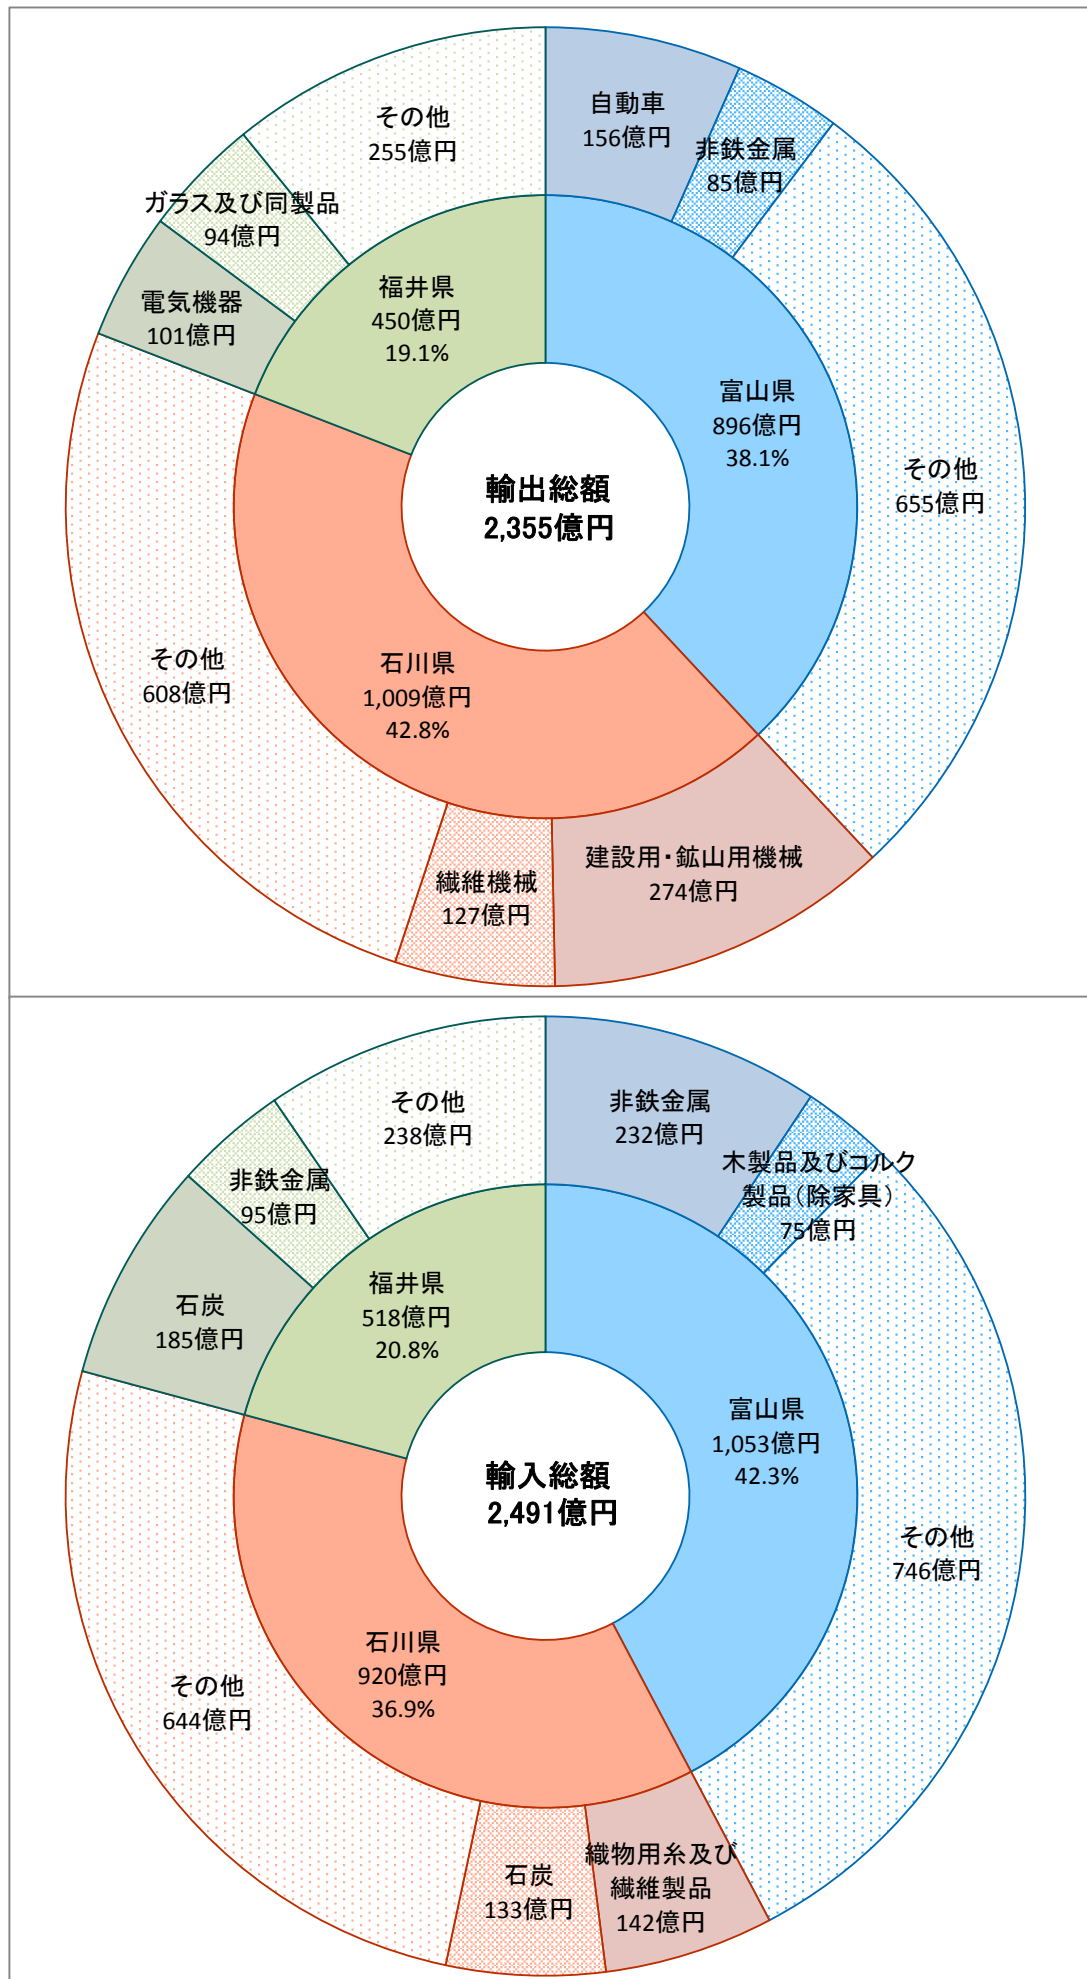 自動車
156億円
非鉄金属
85億円
その他
655億円
富山県
896億円
38.1%
建設用・鉱山用機械
274億円
繊維機械
127億円
その他
608億円
石川県
1,009億円
42.8%
電気機器
101億円
ガラス及び同製品
94億円
その他
255億円
福井県
450億円
19.1%
輸出総額
2,355億円
非鉄金属
232億円
木製品及びコルク
製品（除家具）
75億円
その他
746億円
富山県
1,053億円
42.3%
織物用糸及び
繊維製品
142億円
石炭
133億円
その他
644億円
石川県
920億円
36.9%
石炭
185億円
非鉄金属
95億円
その他
238億円
福井県
518億円
20.8%
輸入総額
2,491億円